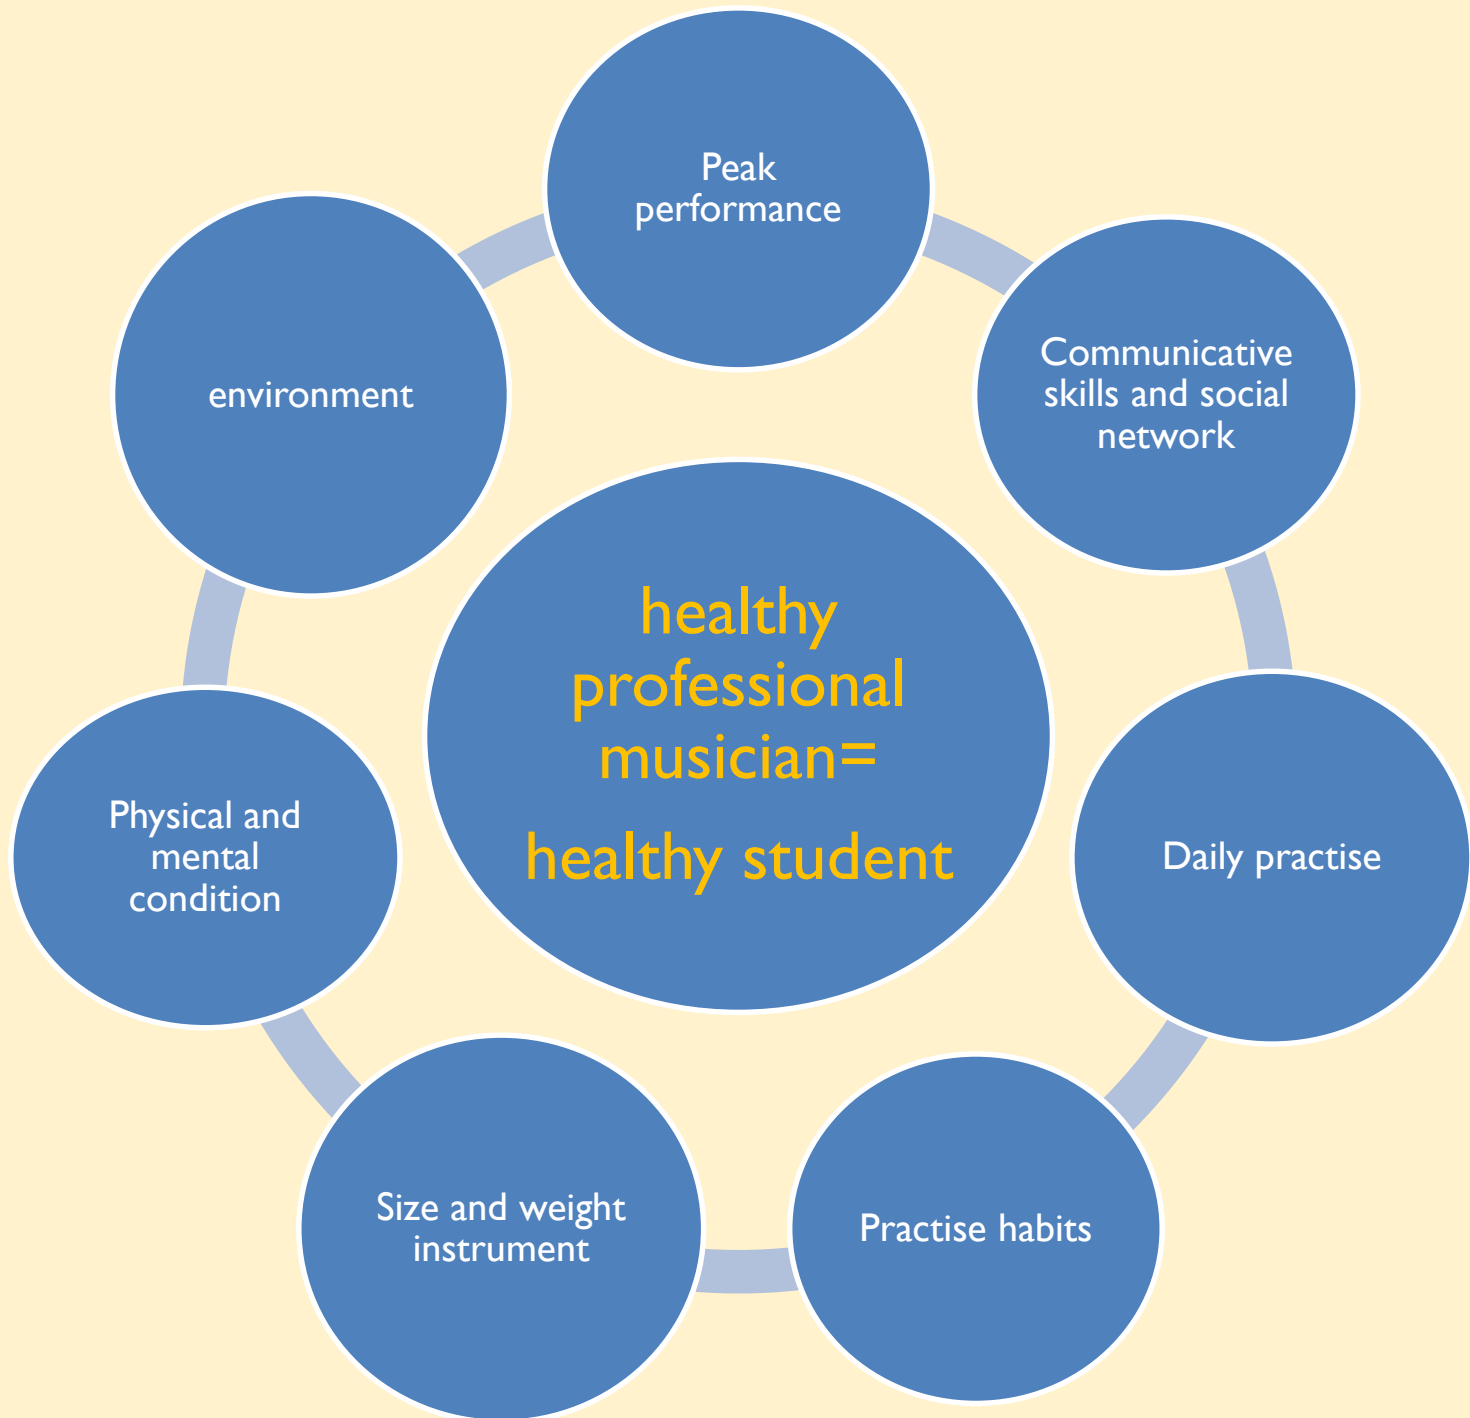 Peak
performance
Communicative
skills and social
network
Daily practise
Practise habits
Size and weight
instrument
Physical and
mental
condition
environment
healthy
professional
musician=
healthy student